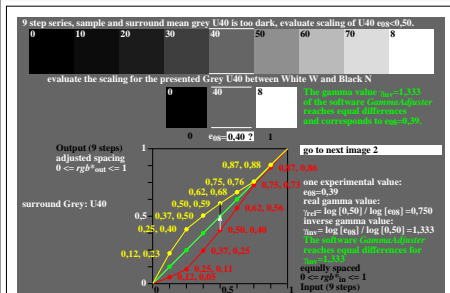 9 step series, sample and surround mean grey U40 is too dark, evaluate scaling of U40 e08<0,50.
0 10 20 30 40 50 60 70 8
evaluate the scaling for the presented Grey U40 between White W and Black N
0 40 8
0 e08=0,40 ? 1
The gamma value γinv=1,333
of the software GammaAdjuster
reaches equal differences
and corresponds to e08=0,39.
Output (9 steps)
adjusted spacing
0 <= rgb*out <= 1
go to next image 2
surround Grey: U40
1
0.5
0
0,87, 0,88
0,75, 0,76
0,62, 0,68
0,50, 0,59
0,37, 0,50
0,25, 0,40
0,12, 0,23
0,86, 0,86
0,75, 0,73
0,62, 0,56
0,50, 0,40
0,37, 0,25
0,25, 0,11
0,12, 0,05
0 0.5 1
one experimental value:
e08=0,39
real gamma value:
γrel= log [0,50] / log [e08] =0,750
inverse gamma value:
γinv= log [e08] / log [0,50] =1,333
The software GammaAdjuster
reaches equal differences for
γinv=1,333
equally spaced
0 <= rgb*in <= 1
Input (9 steps)